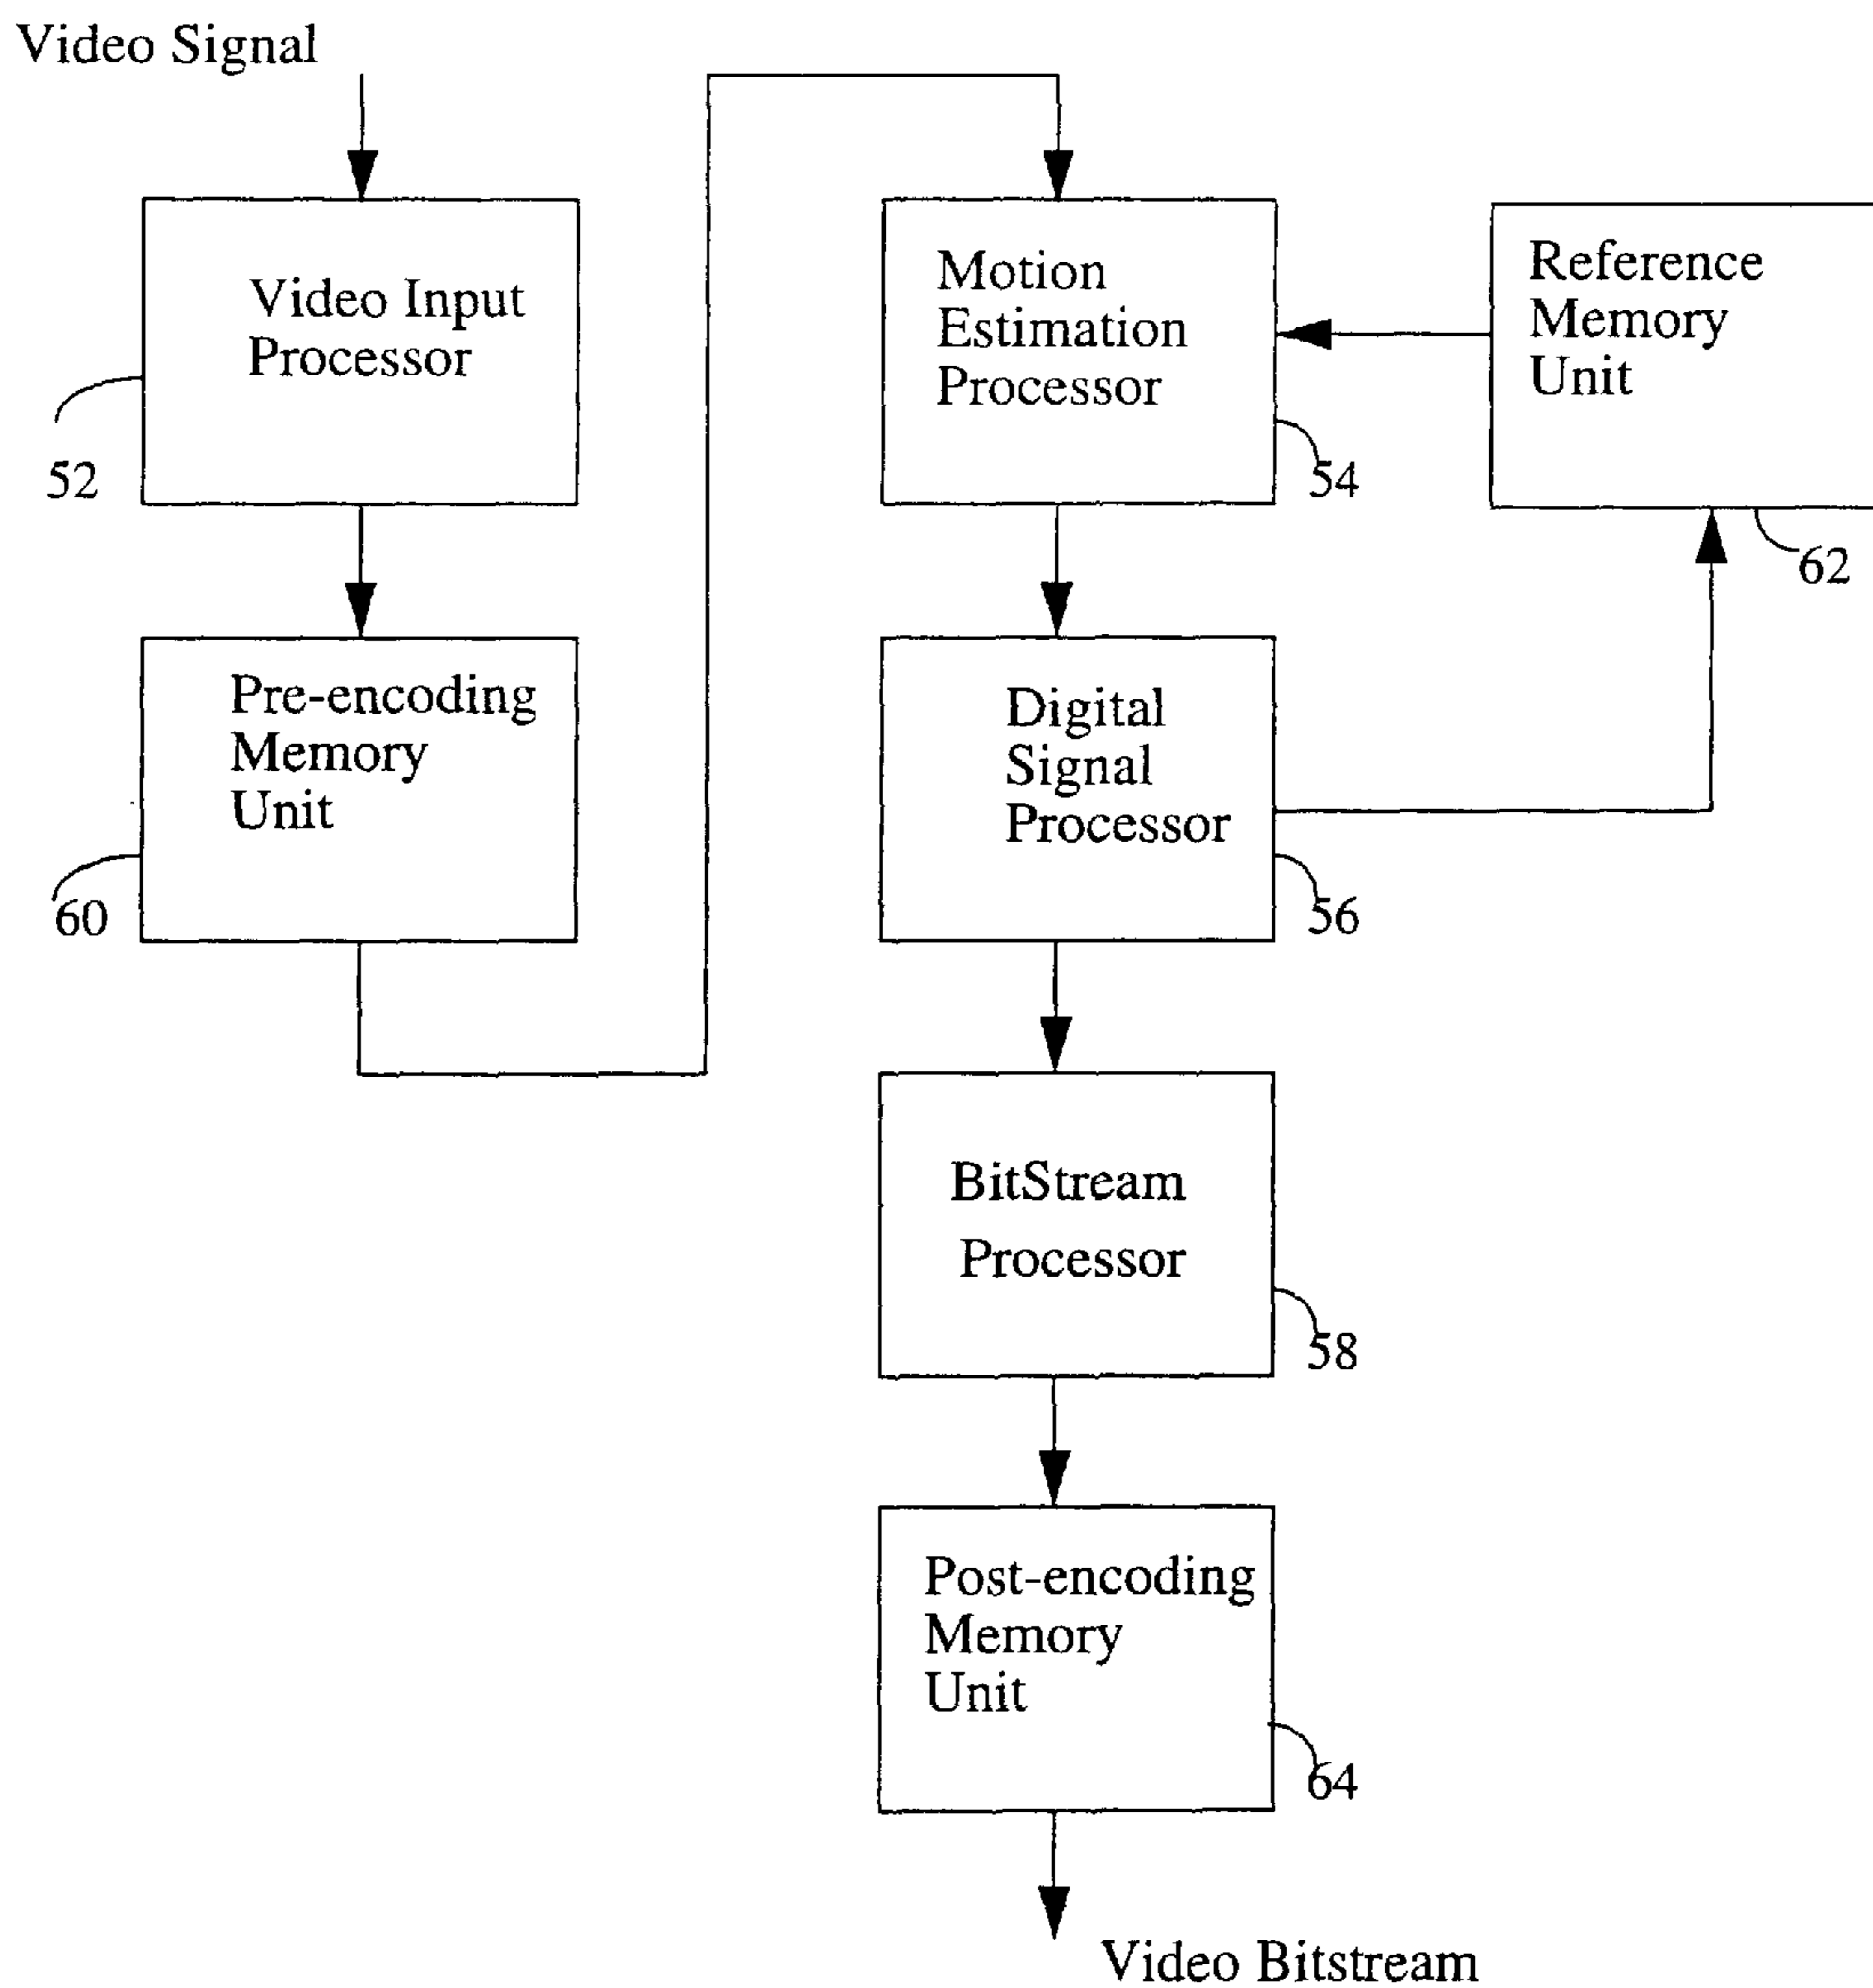 Video Signal
Video Input
Processor
52
Pre-encoding
Memory
Unit
60
Motion
Estimation
Processor
54
Reference
Memory
Unit
62
Digital
Signal
Processor
56
BitStream
Processor
58
Post-encoding
Memory
Unit
64
Video Bitstream